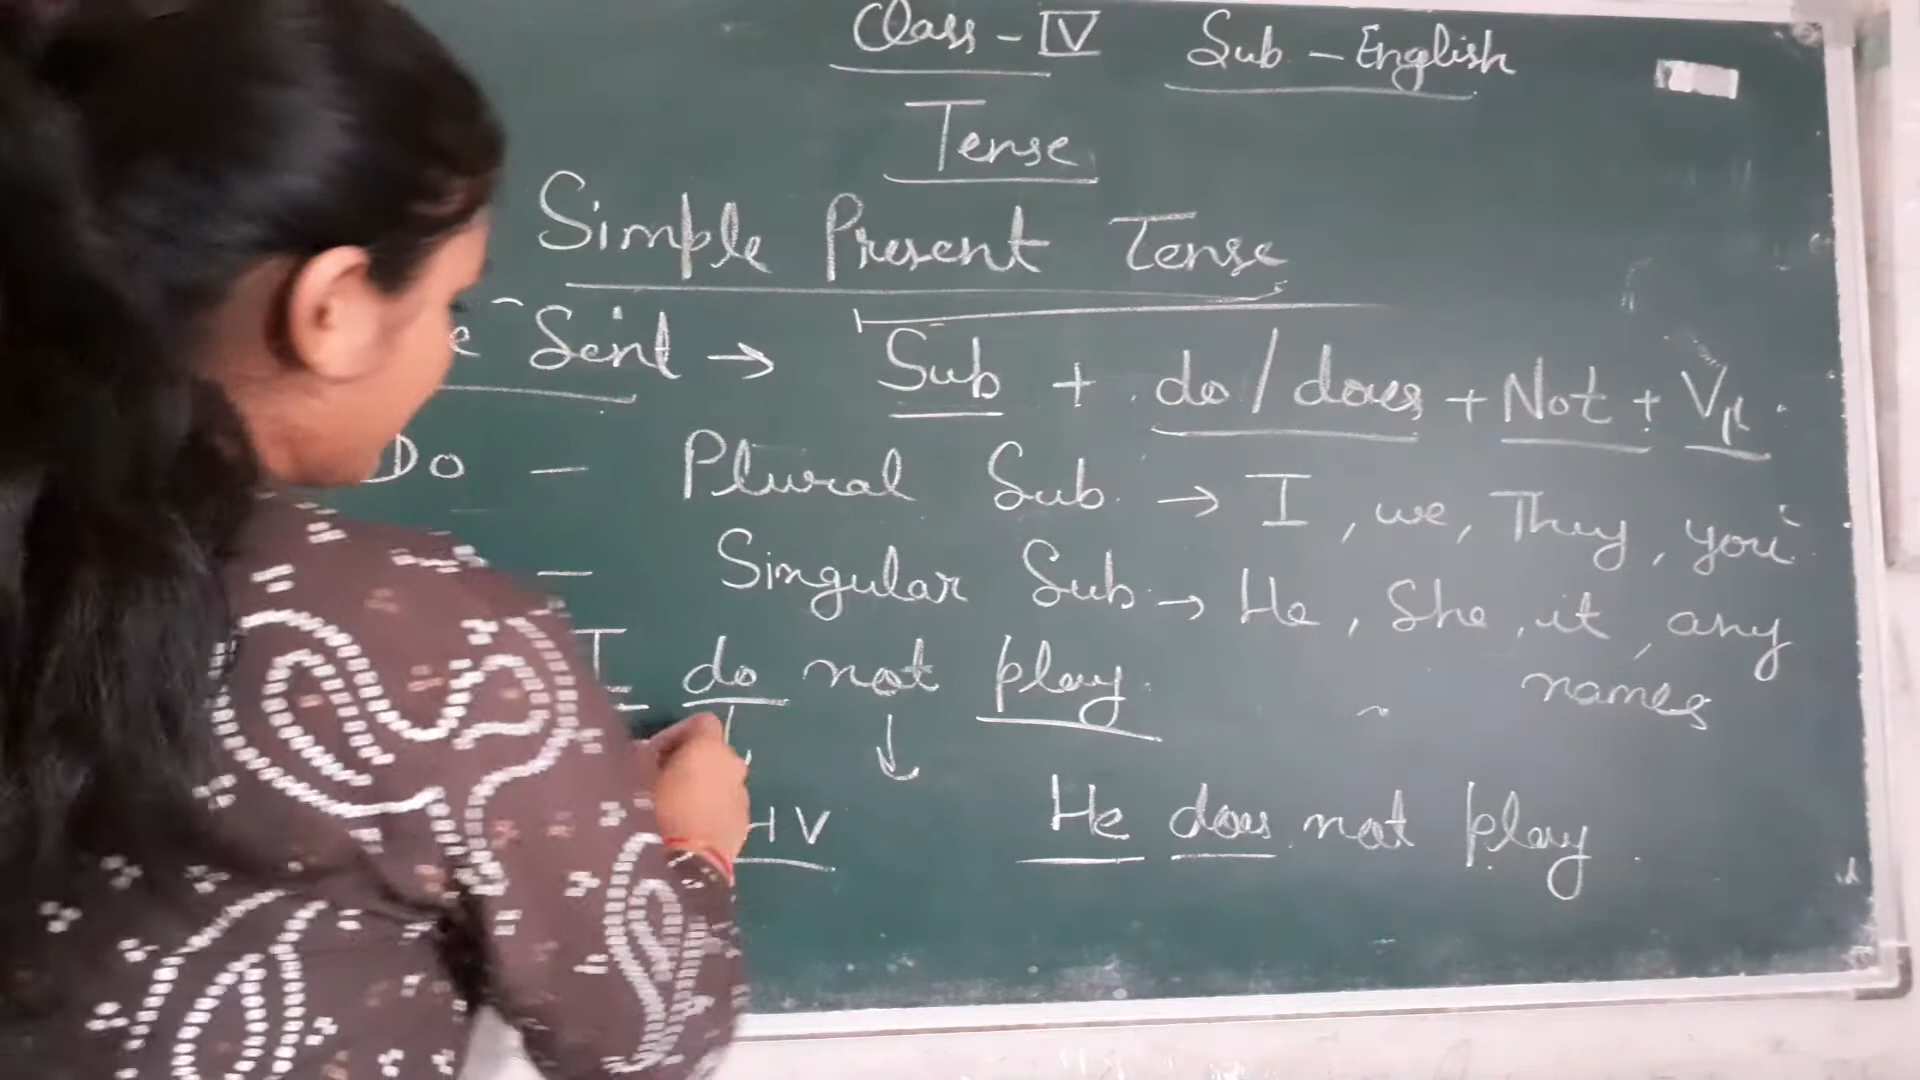 Class - IV Sub - English
Tense
Simple Present Tense
Sent → Sub + do / does + Not + V1
Do - Plural Sub → I, we, They, you
- Singular Sub → He, She, it, any
names
I do not play
HV
He does not play